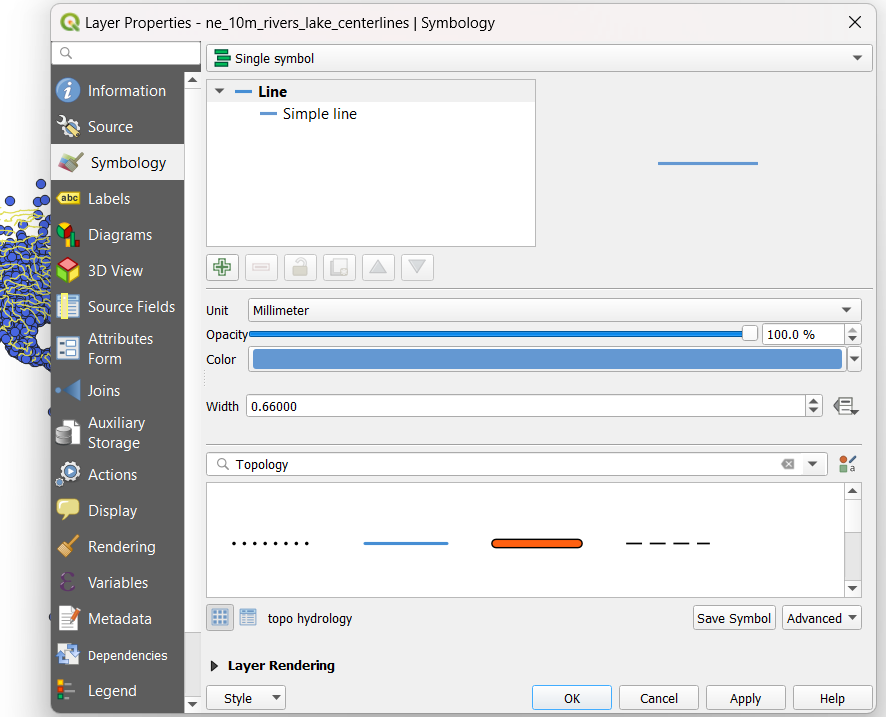 Layer Properties - ne_10m_rivers_lake_centerlines | Symbology
Single symbol
Information
Source
Symbology
abc
Labels
Diagrams
3D View
Source Fields
Attributes
Form
Joins
Auxiliary
Storage
Actions
Display
Rendering
Variables
Metadata
Dependencies
Legend
Line
Simple line
Unit
Millimeter
Opacity
100.0 %
Color
Width
0.66000
Topology
a
topo hydrology
Save Symbol
Advanced
Layer Rendering
Style
OK
Cancel
Apply
Help